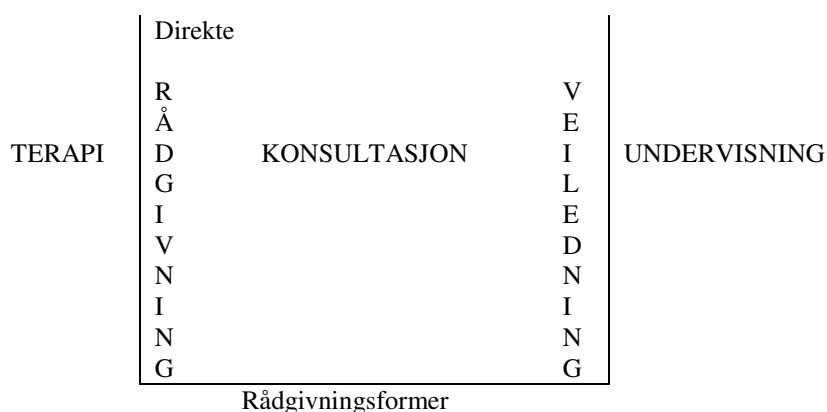 Direkte
R V
Å E
TERAPI D KONSULTASJON I UNDERVISNING
G L
I E
V D
N N
I I
N N
G G
Rådgivningsformer